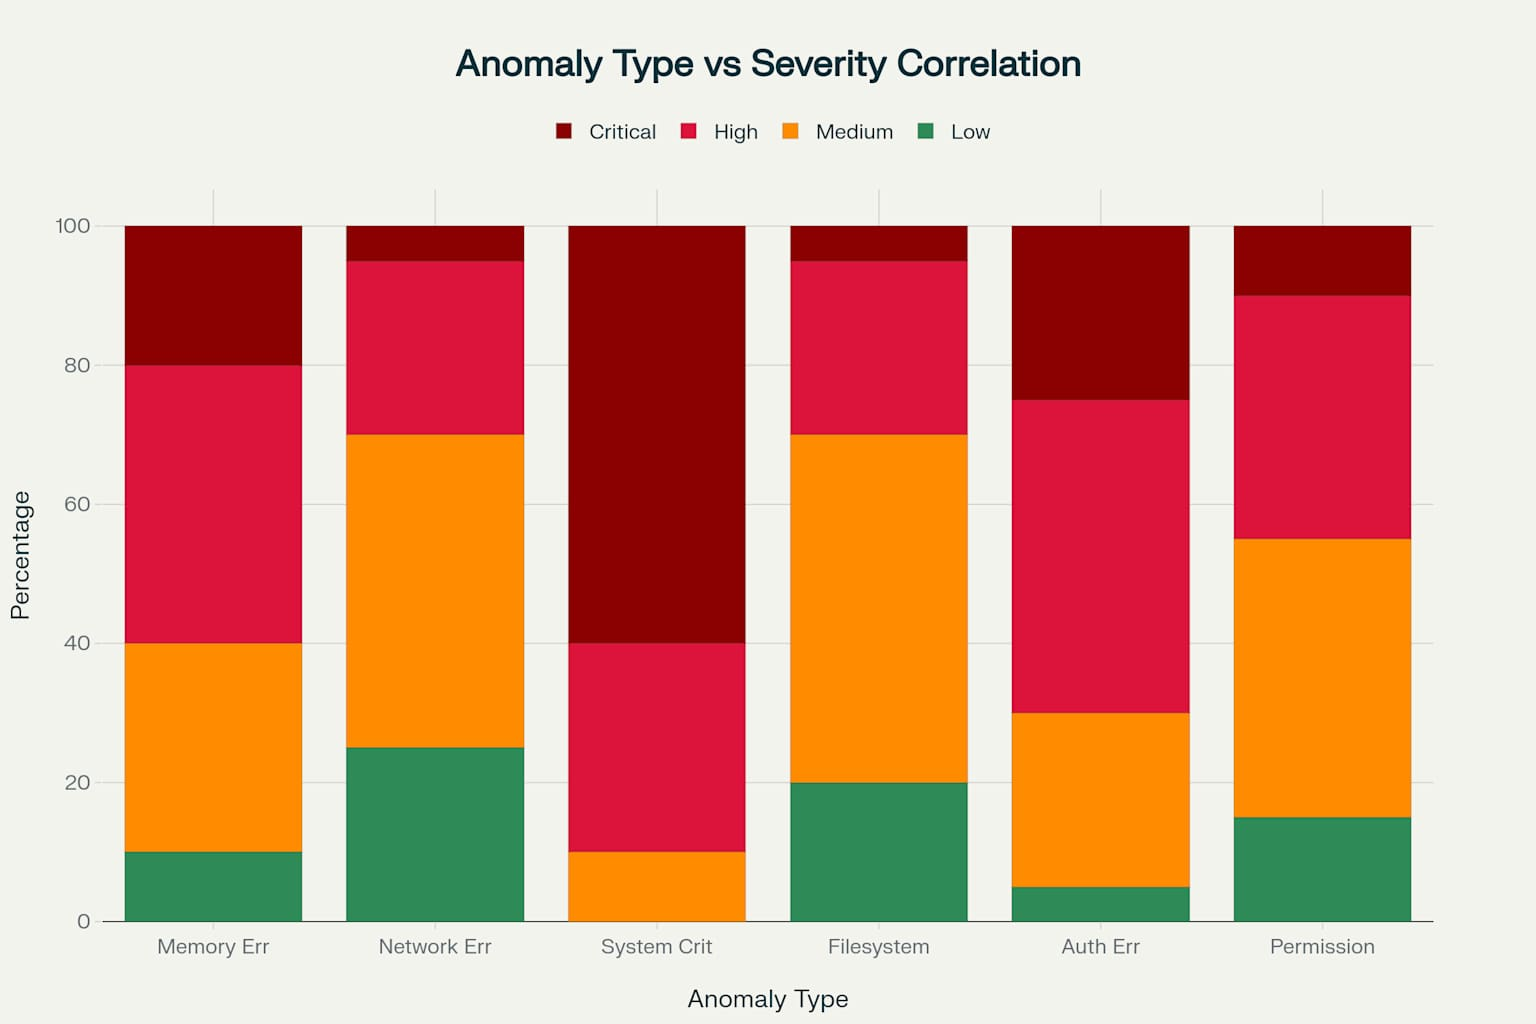 Anomaly Type vs Severity Correlation
Critical High Medium Low
100
80
60
40
20
0
Percentage
Memory Err Network Err System Crit Filesystem Auth Err Permission
Anomaly Type